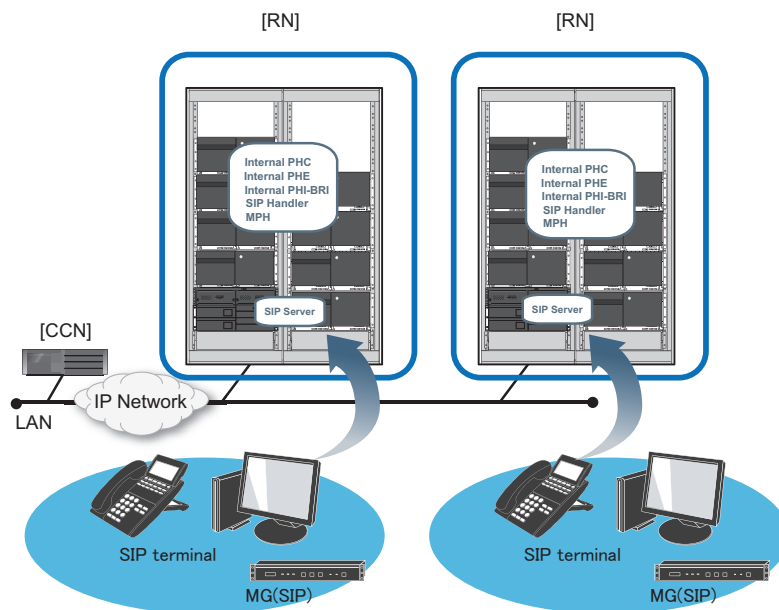 [RN]
[RN]
Internal PHC
Internal PHE
Internal PHI-BRI
SIP Handler
MPH
Internal PHC
Internal PHE
Internal PHI-BRI
SIP Handler
MPH
SIP Server
SIP Server
[CCN]
IP Network
LAN
SIP terminal
MG(SIP)
SIP terminal
MG(SIP)